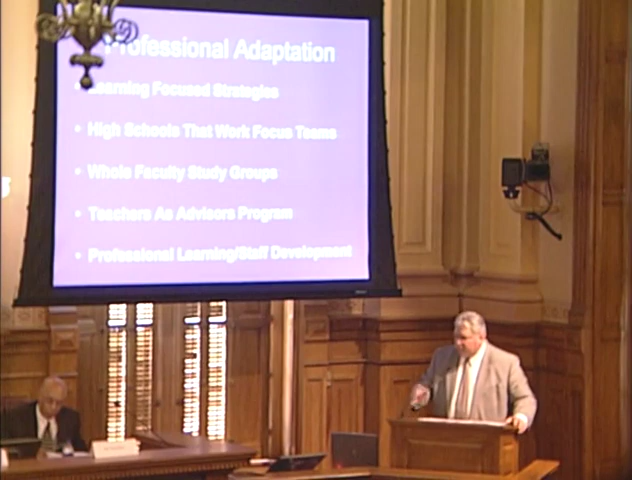 Professional Adaptation
• Learning Focused Strategies
• High Schools That Work Focus Teams
• Whole Faculty Study Groups
• Teachers As Advisors Program
• Professional Learning/Staff Development